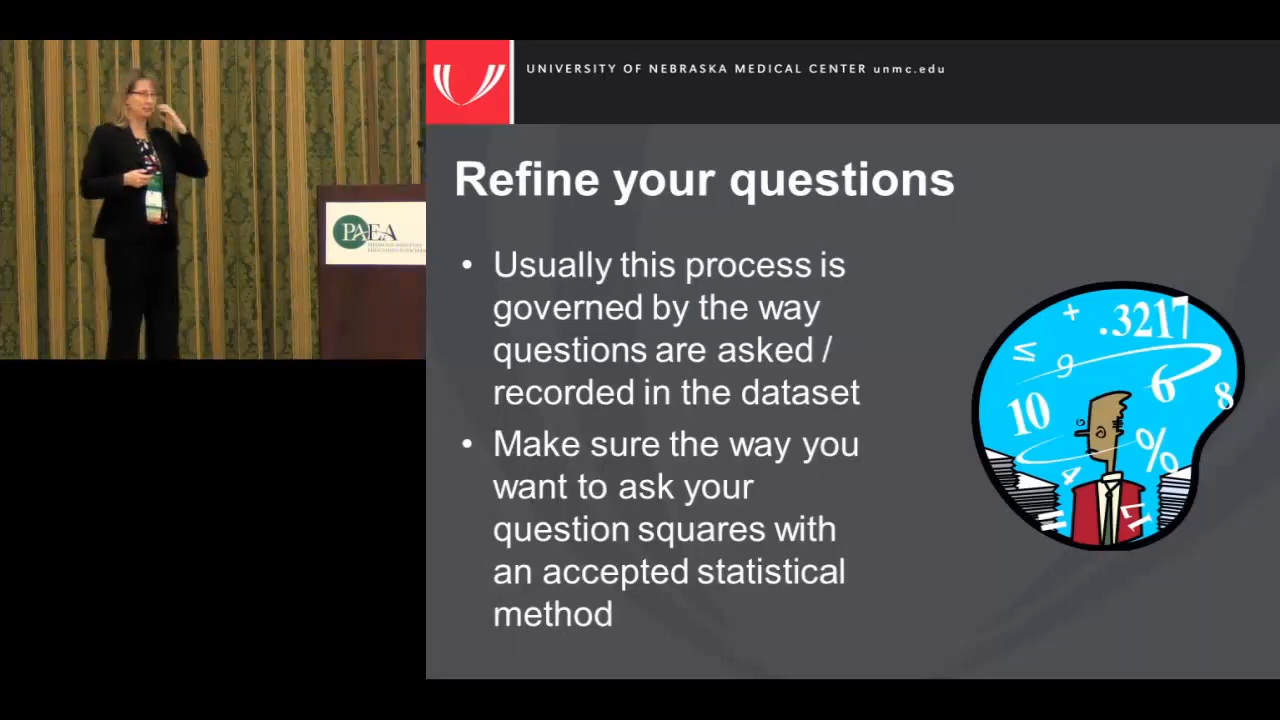 UNIVERSITY OF NEBRASKA MEDICAL CENTER unmc.edu
Refine your questions
• Usually this process is
governed by the way
questions are asked /
recorded in the dataset
• Make sure the way you
want to ask your
question squares with
an accepted statistical
method
PAEA
+
.3217
≤
9
6
8
10
%
4